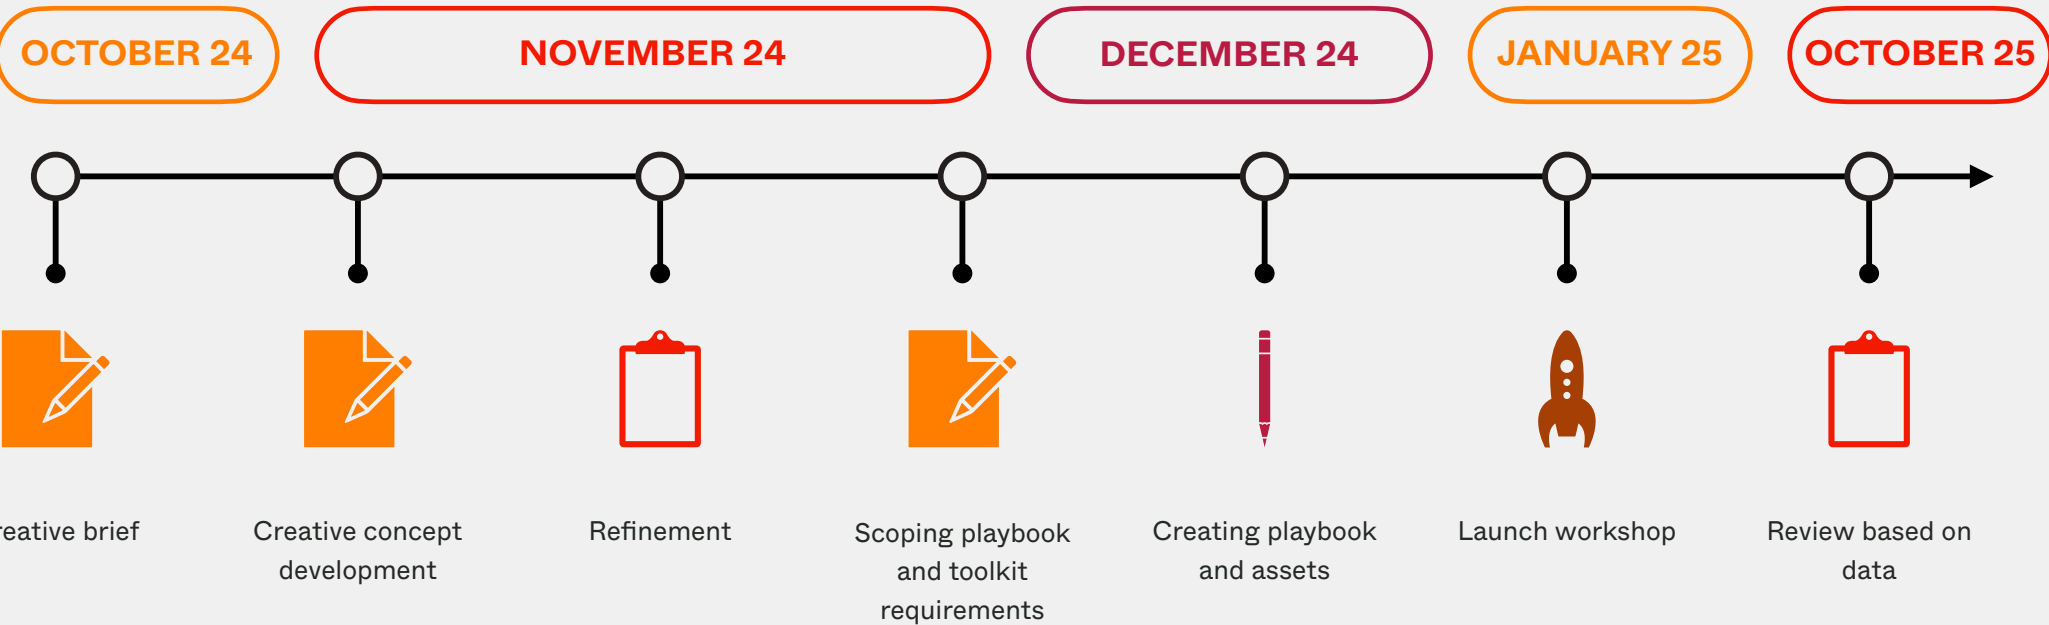 OCTOBER 24
NOVEMBER 24
DECEMBER 24
JANUARY 25
OCTOBER 25
reative brief
Creative concept
development
Refinement
Scoping playbook
and toolkit
requirements
Creating playbook
and assets
Launch workshop
Review based on
data